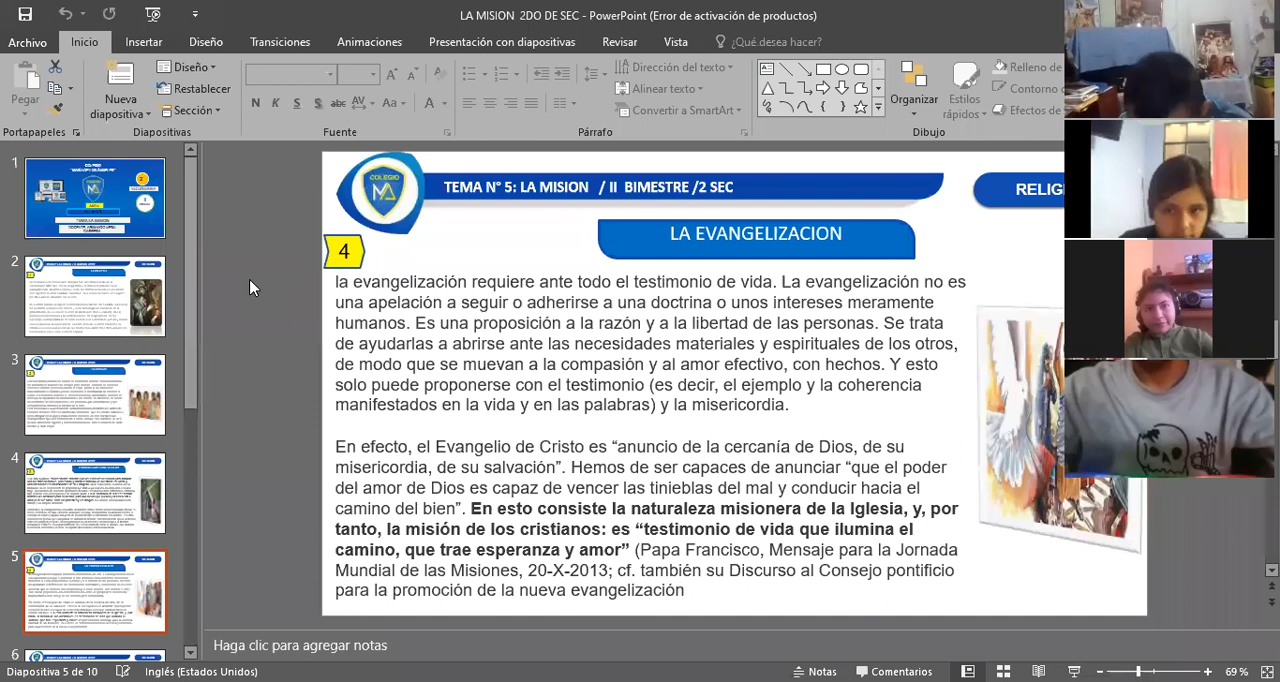 LA MISION 2DO DE SEC - PowerPoint (Error de activación de productos)
Archivo Inicio Insertar Diseño Transiciones Animaciones Presentación con diapositivas Revisar Vista ¿Qué desea hacer?
Pegar
Nueva diapositiva
Diseño
Restablecer
Sección
N K S S abc AV Aa A
Dirección del texto
Alinear texto
Convertir a SmartArt
Organizar
Estilos rápidos
Relleno de
Contorno
Efectos de
Portapapeles Diapositivas Fuente Párrafo Dibujo
1
2
3
4
5
6
COLEGIO
MA
TEMA N° 5: LA MISION / II BIMESTRE /2 SEC
RELIG
LA EVANGELIZACION
4
la evangelización requiere ante todo el testimonio de vida. La evangelización no es
una apelación a seguir o adherirse a una doctrina o unos intereses meramente
humanos. Es una proposición a la razón y a la libertad de las personas. Se trata
de ayudarlas a abrirse ante las necesidades materiales y espirituales de los otros,
de modo que se muevan a la compasión y al amor efectivo, con hechos. Y esto
solo puede proponerse por el testimonio (es decir, el ejemplo y la coherencia
manifestados en la vida y en las palabras) y la misericordia.
En efecto, el Evangelio de Cristo es “anuncio de la cercanía de Dios, de su
misericordia, de su salvación”. Hemos de ser capaces de anunciar “que el poder
del amor de Dios es capaz de vencer las tinieblas del mal y conducir hacia el
camino del bien”. En esto consiste la naturaleza misionera de la Iglesia, y, por
tanto, la misión de los cristianos: es “testimonio de vida que ilumina el
camino, que trae esperanza y amor” (Papa Francisco, Mensaje para la Jornada
Mundial de las Misiones, 20-X-2013; cf. también su Discurso al Consejo pontificio
para la promoción de la nueva evangelización
Haga clic para agregar notas
Diapositiva 5 de 10 Inglés (Estados Unidos) Notas Comentarios 69 %